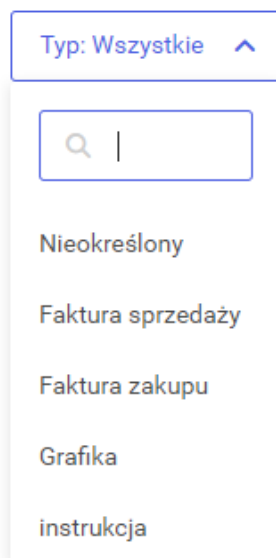 Typ: Wszystkie
Nieokreślony
Faktura sprzedaży
Faktura zakupu
Grafika
instrukcja